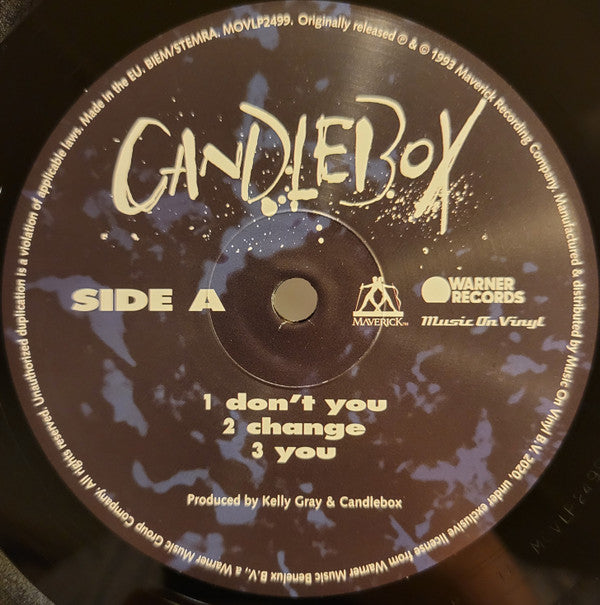 CANDLEBOX
SIDE A
MAVERICK™
WARNER RECORDS
Music On Vinyl
1 don't you
2 change
3 you
Produced by Kelly Gray & Candlebox
Made in the EU. BIEM/STEMRA. MOVLP2499. Originally released ℗ & © 1993 Maverick Recording Company. Manufactured & distributed by Music On Vinyl B.V. 2020 under exclusive license from Warner Music Benelux B.V., a Warner Music Group Company. All rights reserved. Unauthorized duplication is a violation of applicable laws.